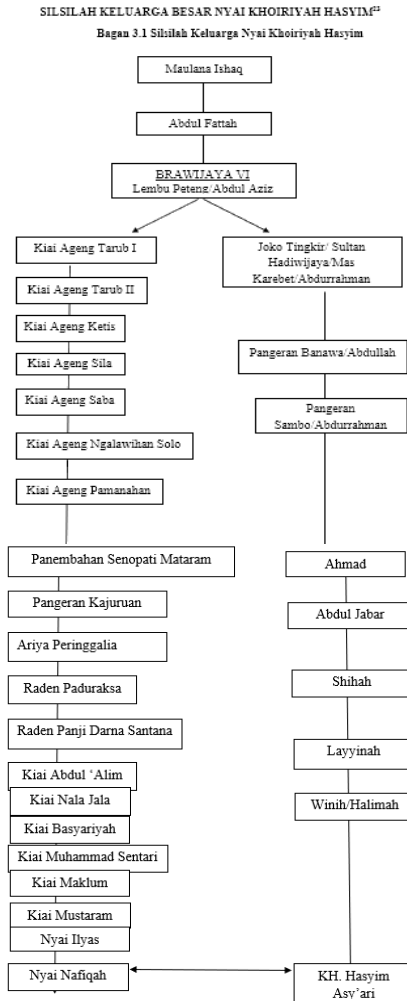 SILSILAH KELUARGA BESAR NYAI KHOIRIYAH HASYIM²³
Bagan 3.1 Silsilah Keluarga Nyai Khoiriyah Hasyim
Maulana Ishaq
Abdul Fattah
BRAWIJAYA VI
Lembu Peteng/Abdul Aziz
Kiai Ageng Tarub I
Kiai Ageng Tarub II
Kiai Ageng Ketis
Kiai Ageng Sila
Kiai Ageng Saba
Kiai Ageng Ngalawihan Solo
Kiai Ageng Pamanahan
Panembahan Senopati Mataram
Pangeran Kajuruan
Ariya Peringgalia
Raden Paduraksa
Raden Panji Darna Santana
Kiai Abdul ‘Alim
Kiai Nala Jala
Kiai Basyariyah
Kiai Muhammad Sentari
Kiai Maklum
Kiai Mustaram
Nyai Ilyas
Nyai Nafiqah
Joko Tingkir/ Sultan
Hadiwijaya/Mas
Karebet/Abdurrahman
Pangeran Banawa/Abdullah
Pangeran
Sambo/Abdurrahman
Ahmad
Abdul Jabar
Shihah
Layyinah
Winih/Halimah
KH. Hasyim
Asy’ari